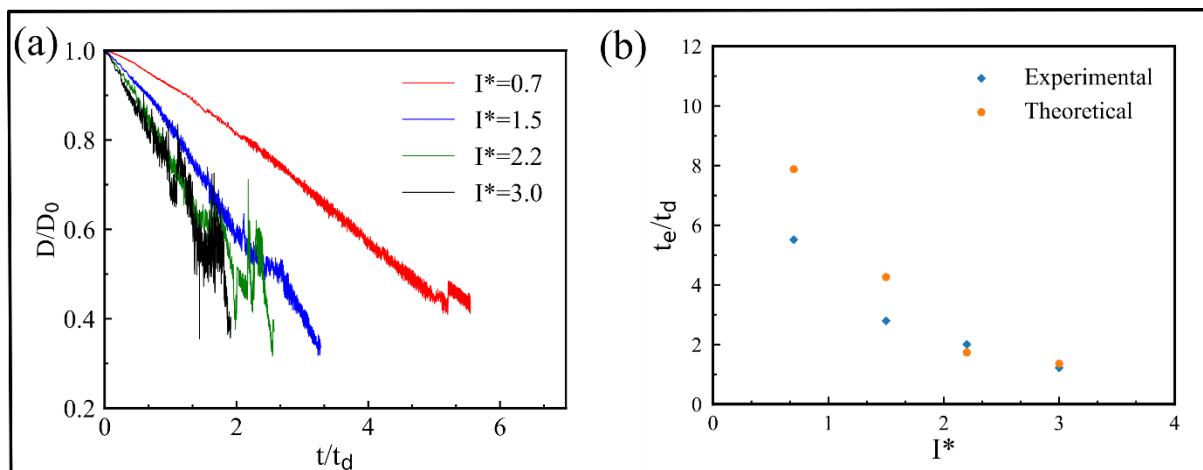 (a)
1.0
0.8
0.6
0.4
0.2
D/D0
0
2
4
6
t/td
I*=0.7
I*=1.5
I*=2.2
I*=3.0
(b)
12
10
8
6
4
2
0
te/td
0
1
2
3
4
I*
Experimental
Theoretical